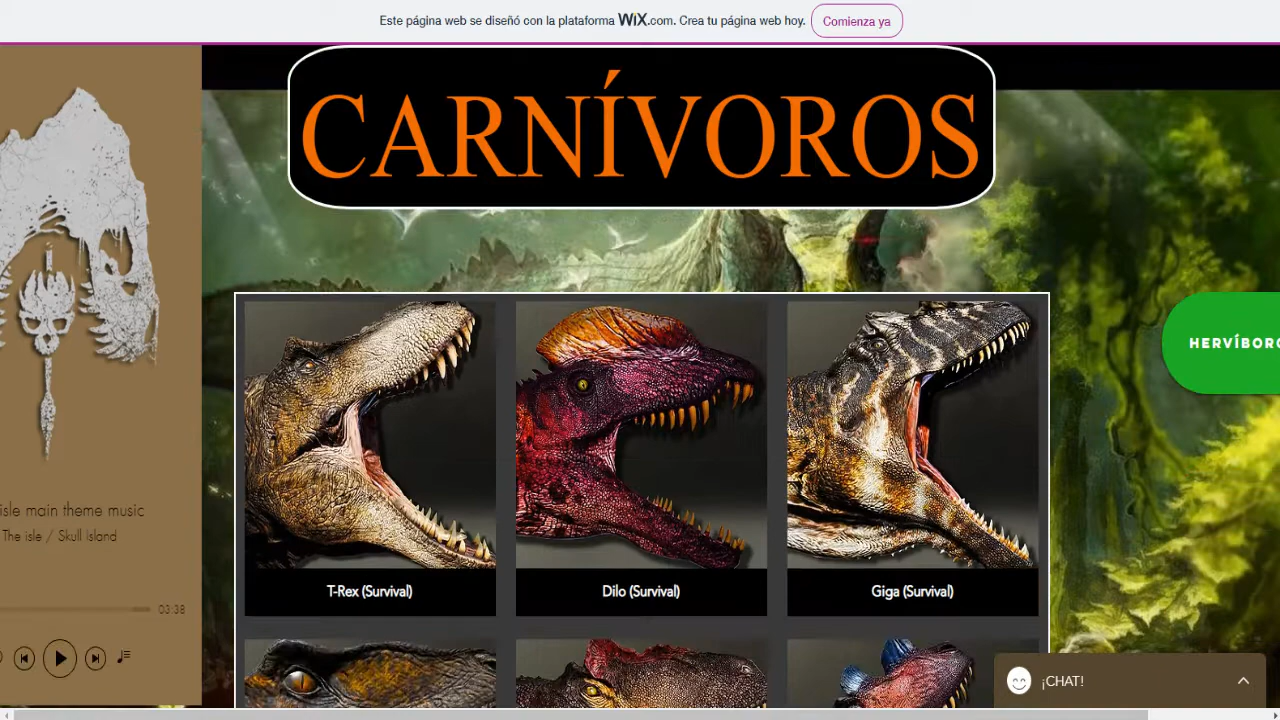 Este página web se diseñó con la plataforma WiX.com. Crea tu página web hoy. Comienza ya
CARNÍVOROS
HERVÍBORO
T-Rex (Survival) Dilo (Survival) Giga (Survival)
isle main theme music
The isle / Skull island
03:38
¡CHAT!